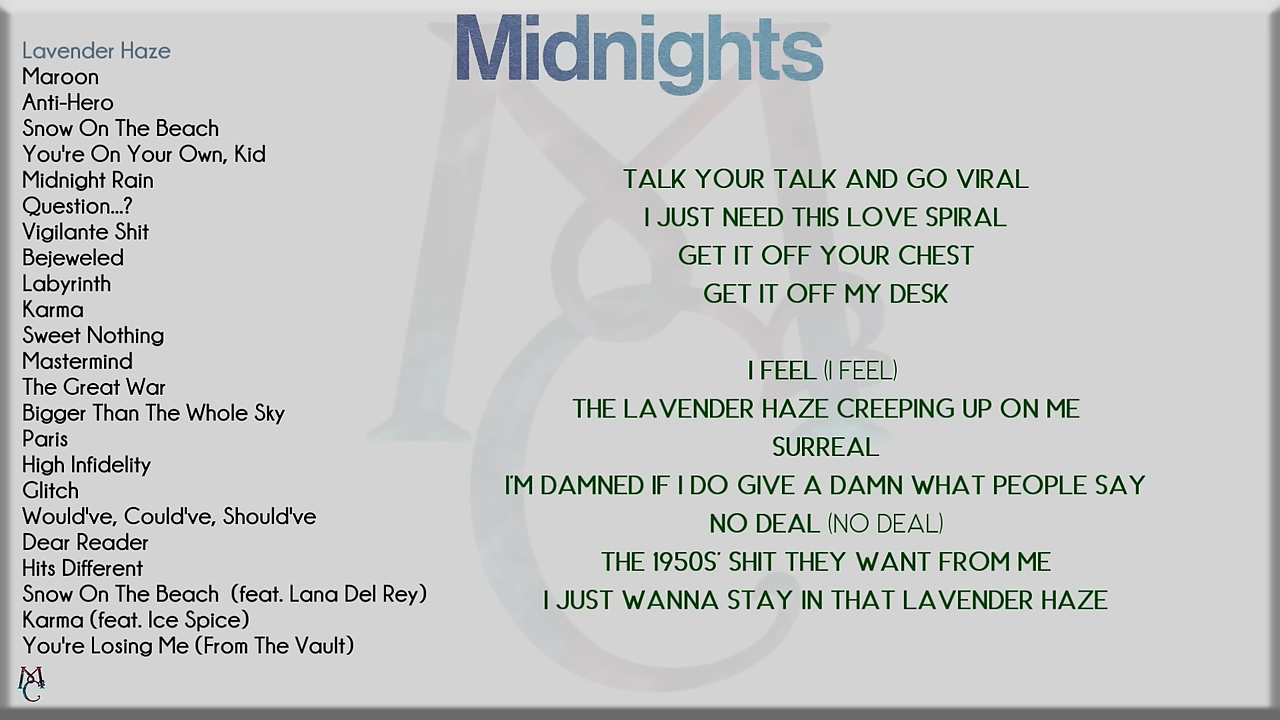 Midnights
Lavender Haze
Maroon
Anti-Hero
Snow On The Beach
You're On Your Own, Kid
Midnight Rain
Question...?
Vigilante Shit
Bejeweled
Labyrinth
Karma
Sweet Nothing
Mastermind
The Great War
Bigger Than The Whole Sky
Paris
High Infidelity
Glitch
Would've, Could've, Should've
Dear Reader
Hits Different
Snow On The Beach (feat. Lana Del Rey)
Karma (feat. Ice Spice)
You're Losing Me (From The Vault)
TALK YOUR TALK AND GO VIRAL
I JUST NEED THIS LOVE SPIRAL
GET IT OFF YOUR CHEST
GET IT OFF MY DESK
I FEEL (I FEEL)
THE LAVENDER HAZE CREEPING UP ON ME
SURREAL
I'M DAMNED IF I DO GIVE A DAMN WHAT PEOPLE SAY
NO DEAL (NO DEAL)
THE 1950S' SHIT THEY WANT FROM ME
I JUST WANNA STAY IN THAT LAVENDER HAZE